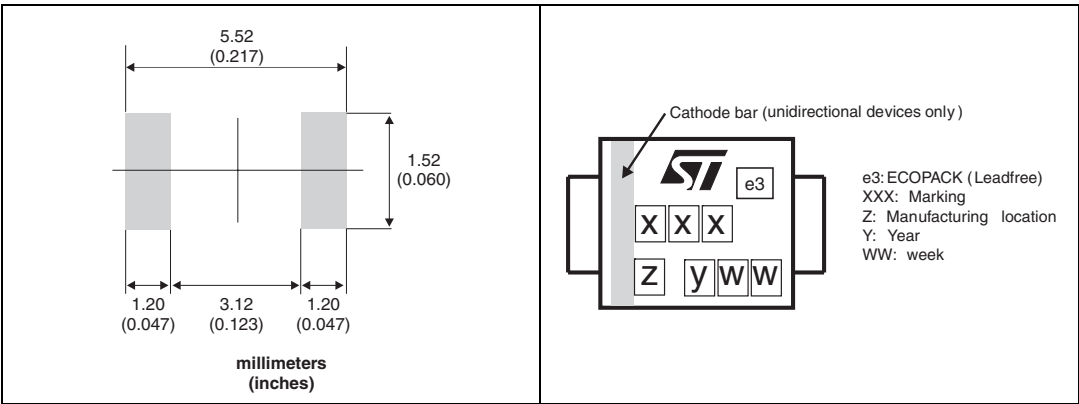 5.52
(0.217)
1.52
(0.060)
1.20
(0.047)
3.12
(0.123)
1.20
(0.047)
millimeters
(inches)
Cathode bar (unidirectional devices only)
ST
e3
x x x
z y w w
e3: ECOPACK (Leadfree)
XXX: Marking
Z: Manufacturing location
Y: Year
WW: week